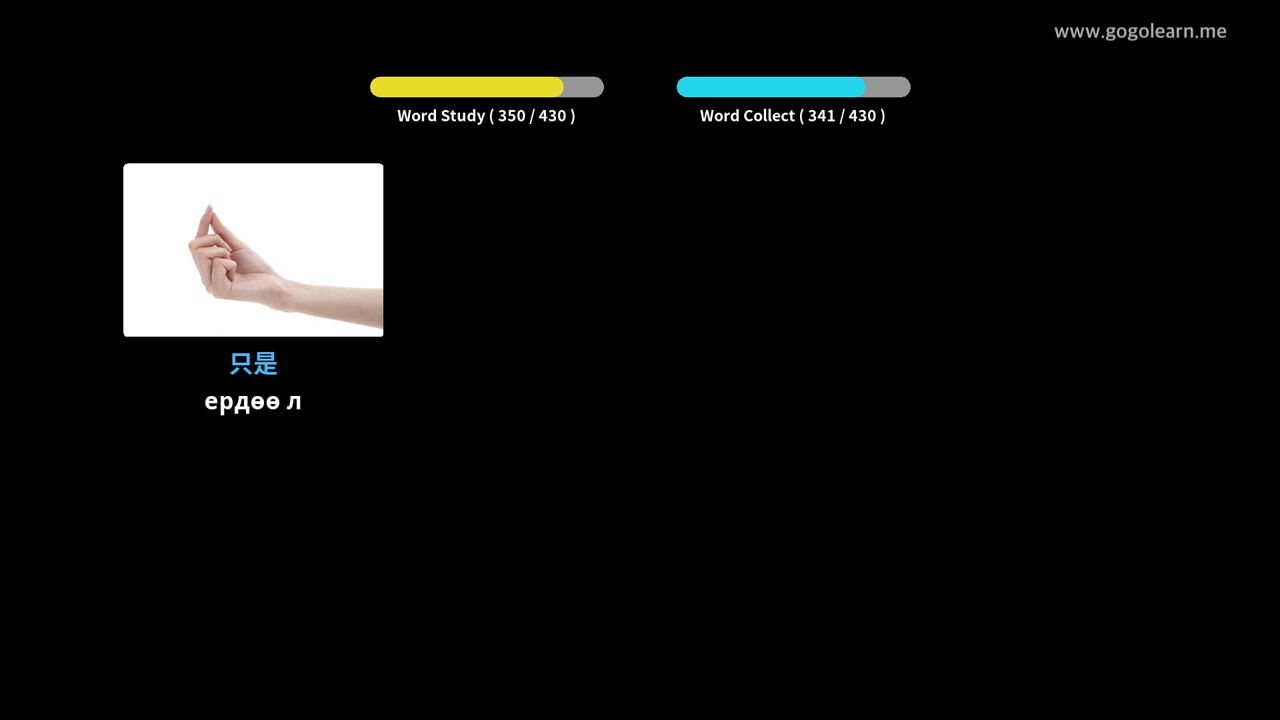 www.gogolearn.me
Word Study ( 350 / 430 )
Word Collect ( 341 / 430 )
只是
ердөө л